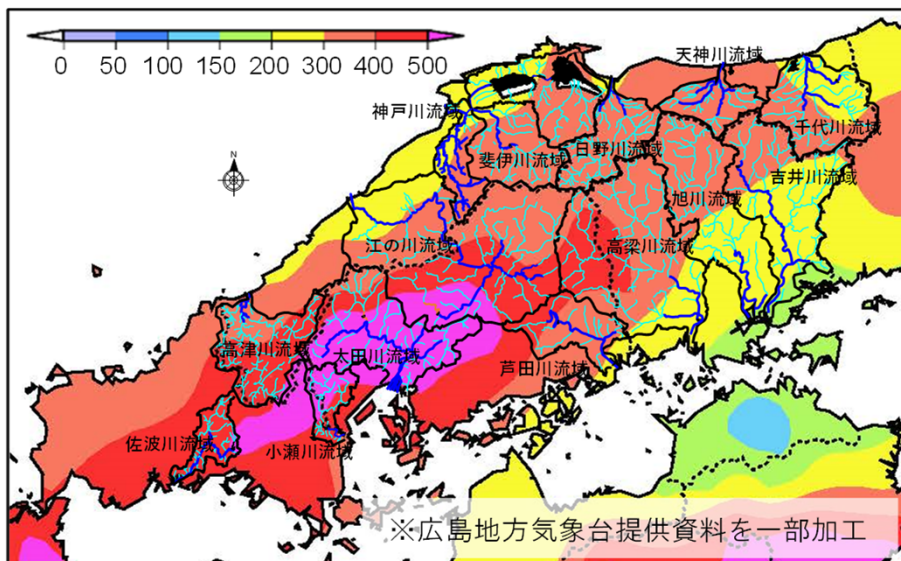 0 50 100 150 200 300 400 500
天神川流域
神戸川流域
千代川流域
斐伊川流域
日野川流域
吉井川流域
旭川流域
N
江の川流域
高梁川流域
高津川流域
太田川流域
芦田川流域
佐波川流域
小瀬川流域
※広島地方気象台提供資料を一部加工